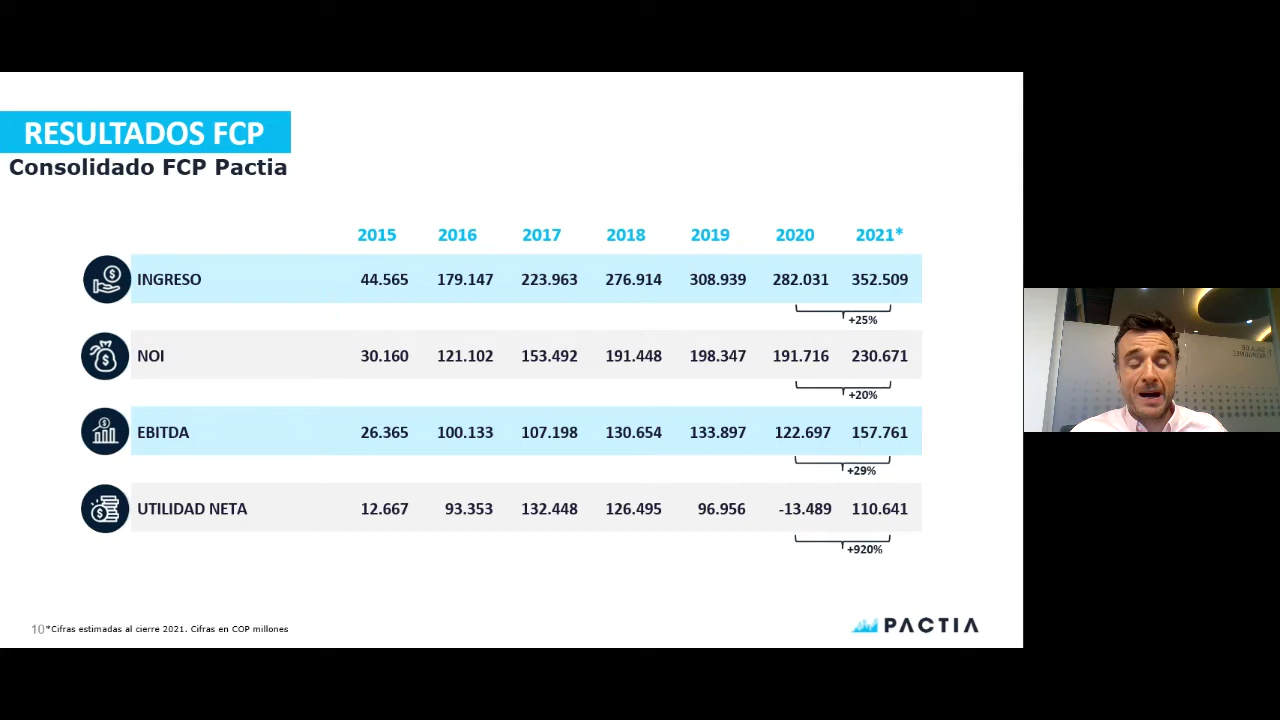 RESULTADOS FCP
Consolidado FCP Pactia
2015 2016 2017 2018 2019 2020 2021*
INGRESO 44.565 179.147 223.963 276.914 308.939 282.031 352.509
+25%
NOI 30.160 121.102 153.492 191.448 198.347 191.716 230.671
+20%
EBITDA 26.365 100.133 107.198 130.654 133.897 122.697 157.761
+29%
UTILIDAD NETA 12.667 93.353 132.448 126.495 96.956 -13.489 110.641
+920%
10 *Cifras estimadas al cierre 2021. Cifras en COP millones
PACTIA
SALA DE
REUNIONES